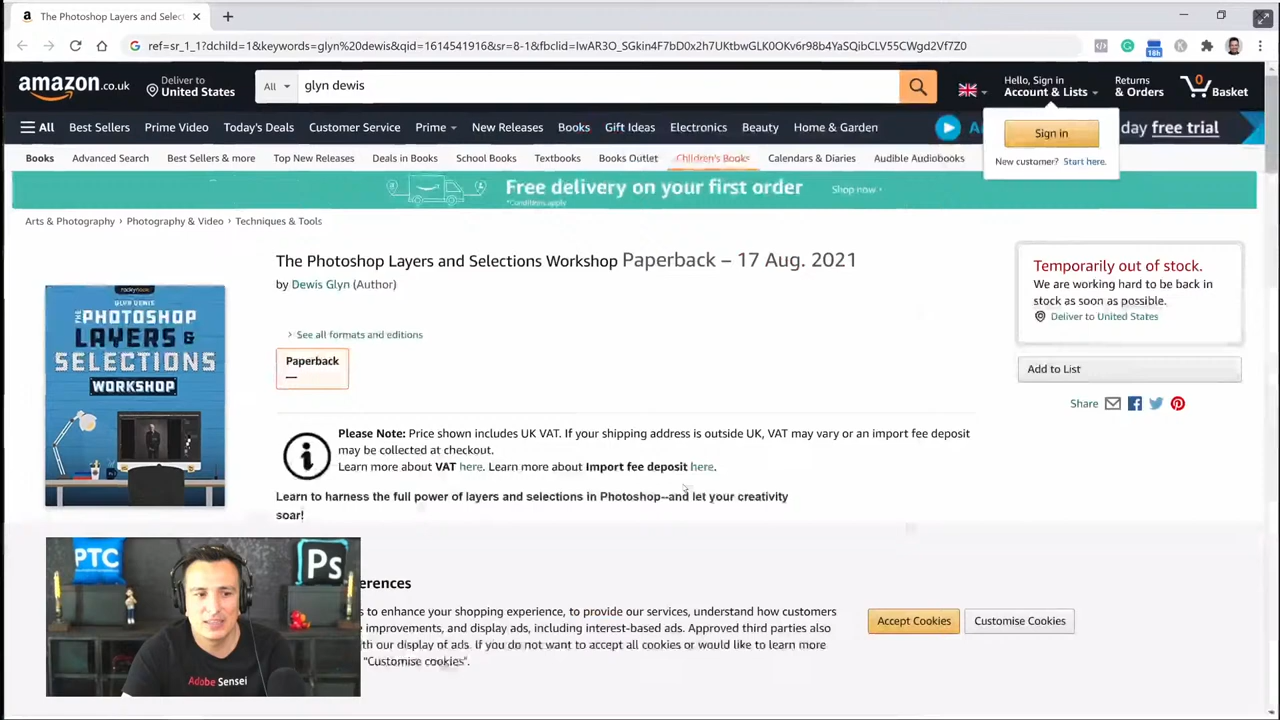 The Photoshop Layers and Selec
ref=sr_1_1?dchild=1&keywords=glyn%20dewis&qid=1614541916&sr=8-1&fbclid=IwAR3O_SGkin4F7bD0x2h7UKtbwGLK0OKv6r98b4YaSQibCLV55CWgd2Vf7Z0
18h
amazon.co.uk
Deliver to
United States
All
glyn dewis
Hello, Sign in
Account & Lists
Returns
& Orders
0
Basket
All
Best Sellers
Prime Video
Today's Deals
Customer Service
Prime
New Releases
Books
Gift Ideas
Electronics
Beauty
Home & Garden
day free trial
Sign in
New customer? Start here.
Books
Advanced Search
Best Sellers & more
Top New Releases
Deals in Books
School Books
Textbooks
Books Outlet
Children's Books
Calendars & Diaries
Audible Audiobooks
Free delivery on your first order
*Conditions apply
Shop now ›
Arts & Photography › Photography & Video › Techniques & Tools
The Photoshop Layers and Selections Workshop Paperback – 17 Aug. 2021
by Dewis Glyn (Author)
› See all formats and editions
Paperback
—
Temporarily out of stock.
We are working hard to be back in
stock as soon as possible.
Deliver to United States
Add to List
Share
rockynook
GLYN DEWIS
THE PHOTOSHOP
LAYERS &
SELECTIONS
WORKSHOP
Please Note: Price shown includes UK VAT. If your shipping address is outside UK, VAT may vary or an import fee deposit
may be collected at checkout.
Learn more about VAT here. Learn more about Import fee deposit here.
Learn to harness the full power of layers and selections in Photoshop--and let your creativity
soar!
erences
s to enhance your shopping experience, to provide our services, understand how customers
e improvements, and display ads, including interest-based ads. Approved third parties also
th our display of ads. If you do not want to accept all cookies or would like to learn more
"Customise cookies".
Accept Cookies
Customise Cookies
PTC
Ps
Adobe Sensei